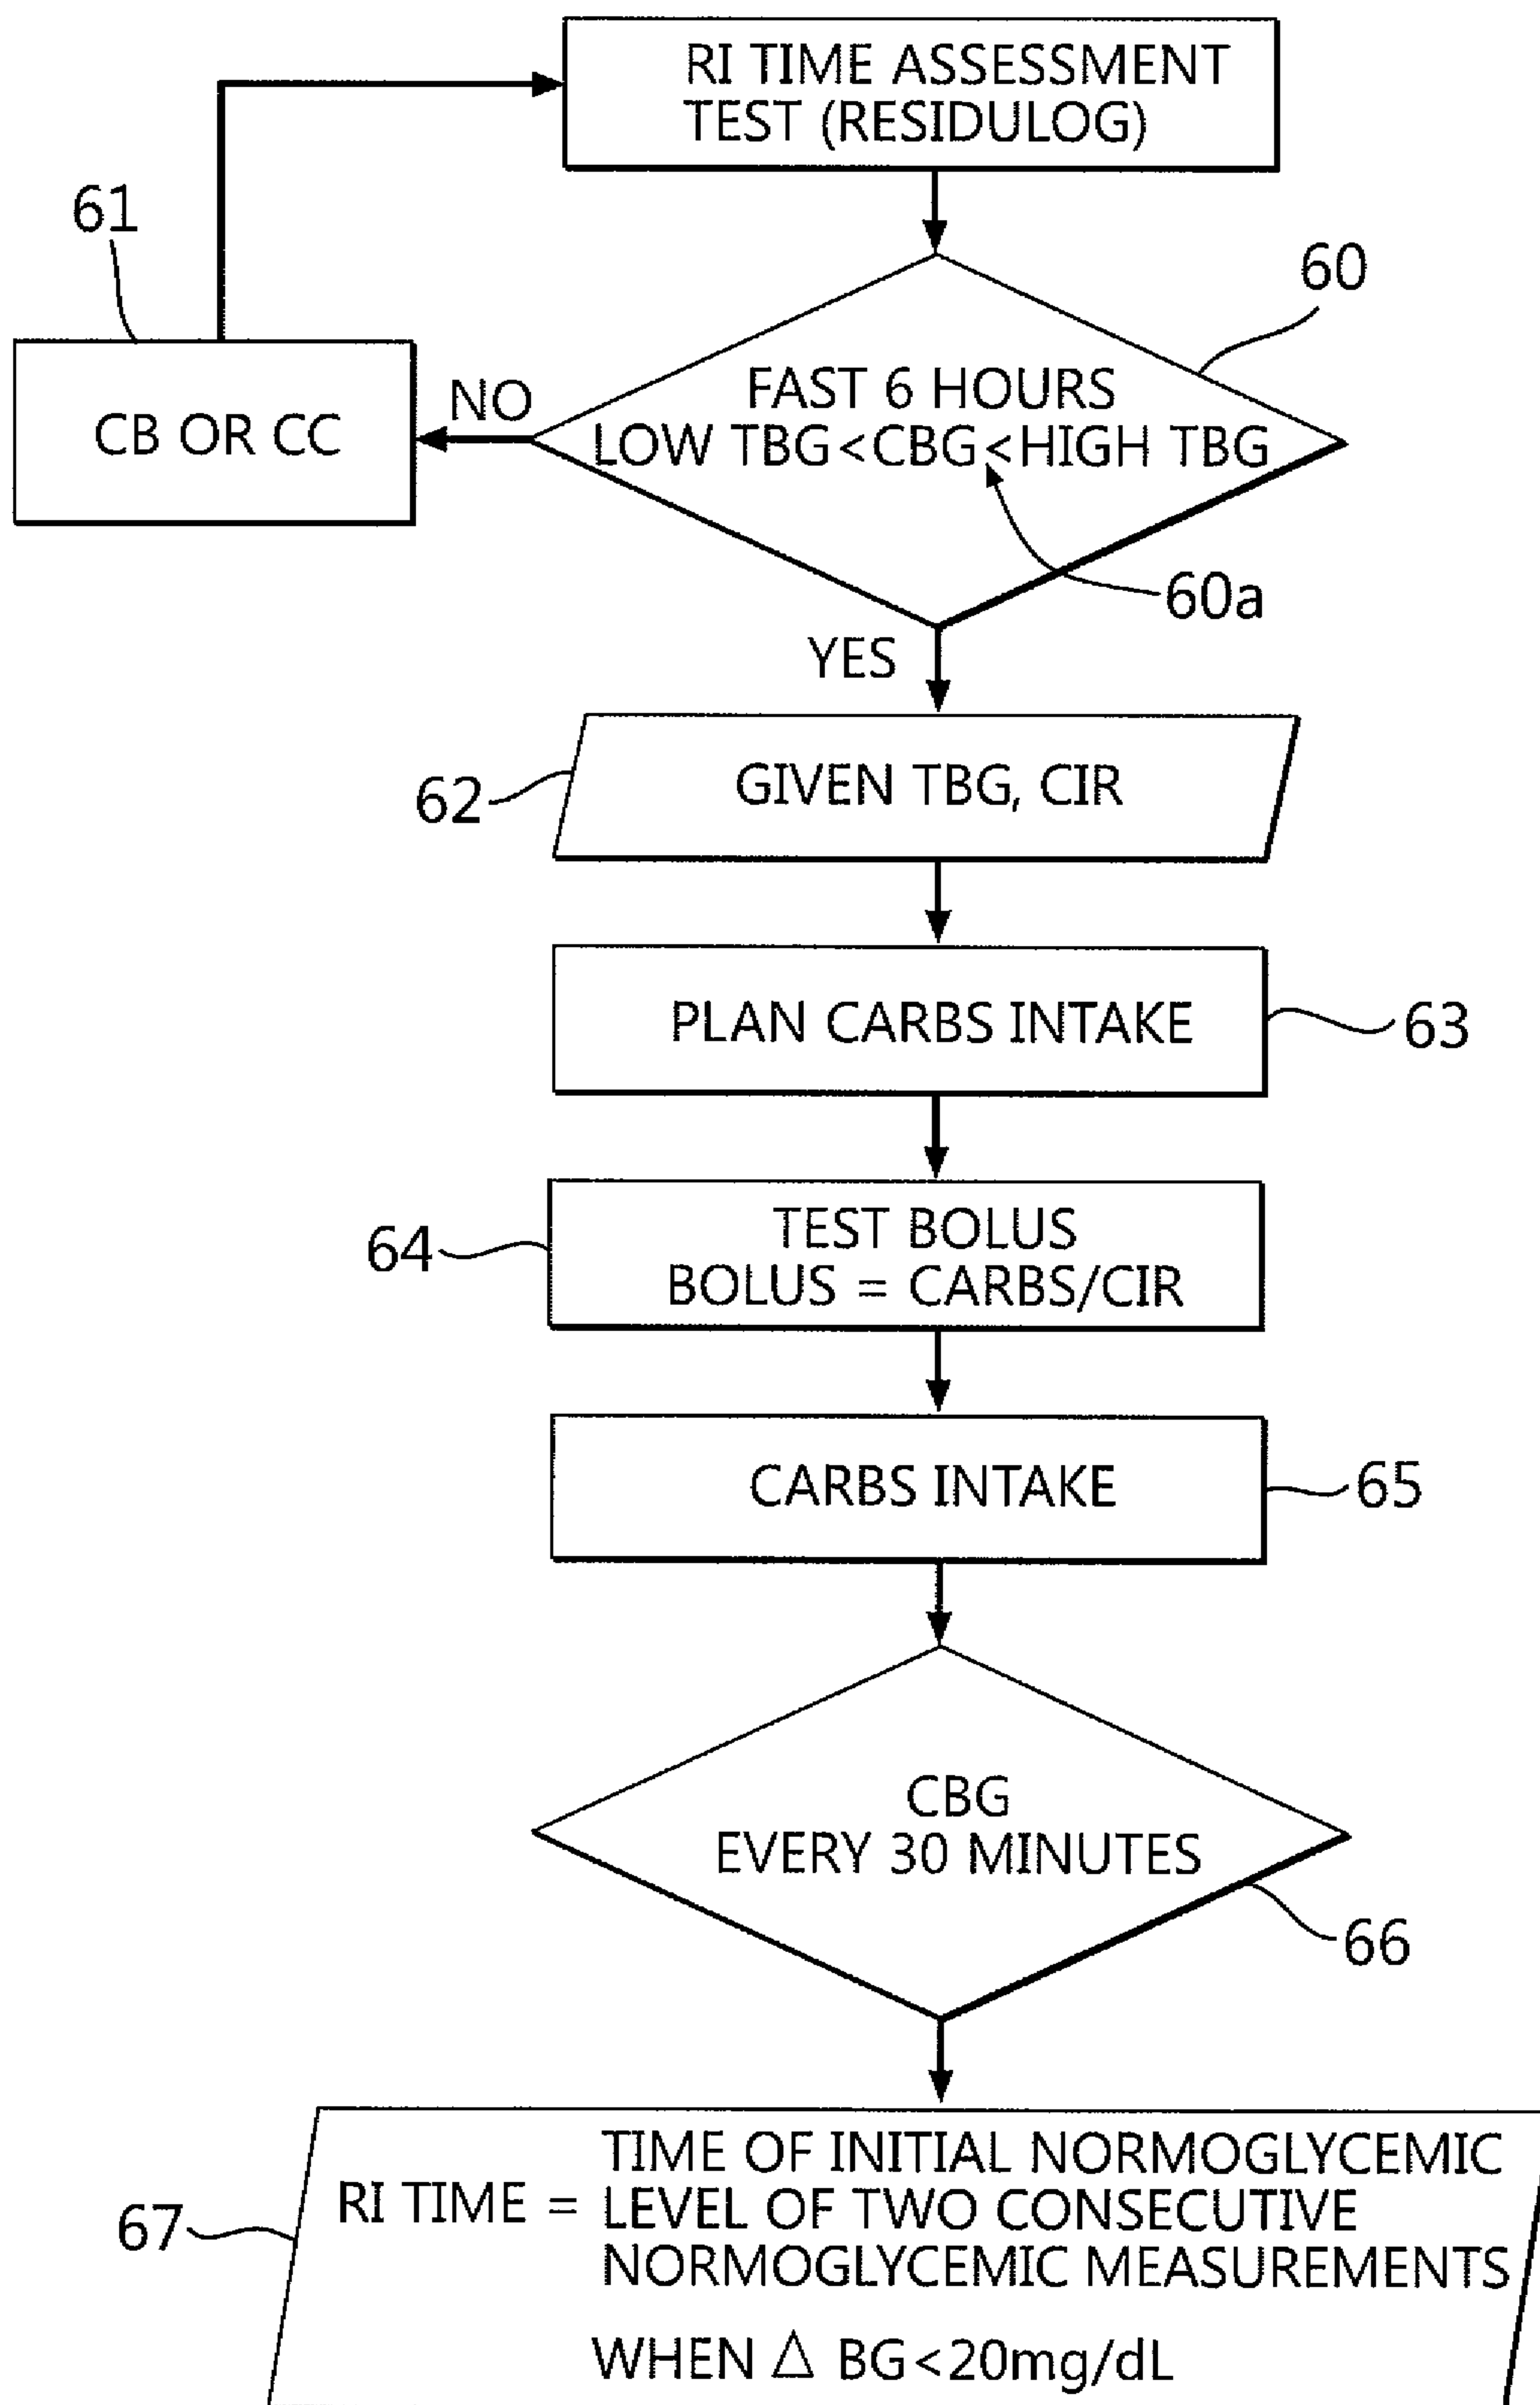 RI TIME ASSESSMENT
TEST (RESIDULOG)
61
60
FAST 6 HOURS
LOW TBG<CBG<HIGH TBG
NO
CB OR CC
60a
YES
62
GIVEN TBG, CIR
PLAN CARBS INTAKE
63
64
TEST BOLUS
BOLUS = CARBS/CIR
CARBS INTAKE
65
CBG
EVERY 30 MINUTES
66
67
TIME OF INITIAL NORMOGLYCEMIC
RI TIME = LEVEL OF TWO CONSECUTIVE
NORMOGLYCEMIC MEASUREMENTS
WHEN △ BG<20mg/dL